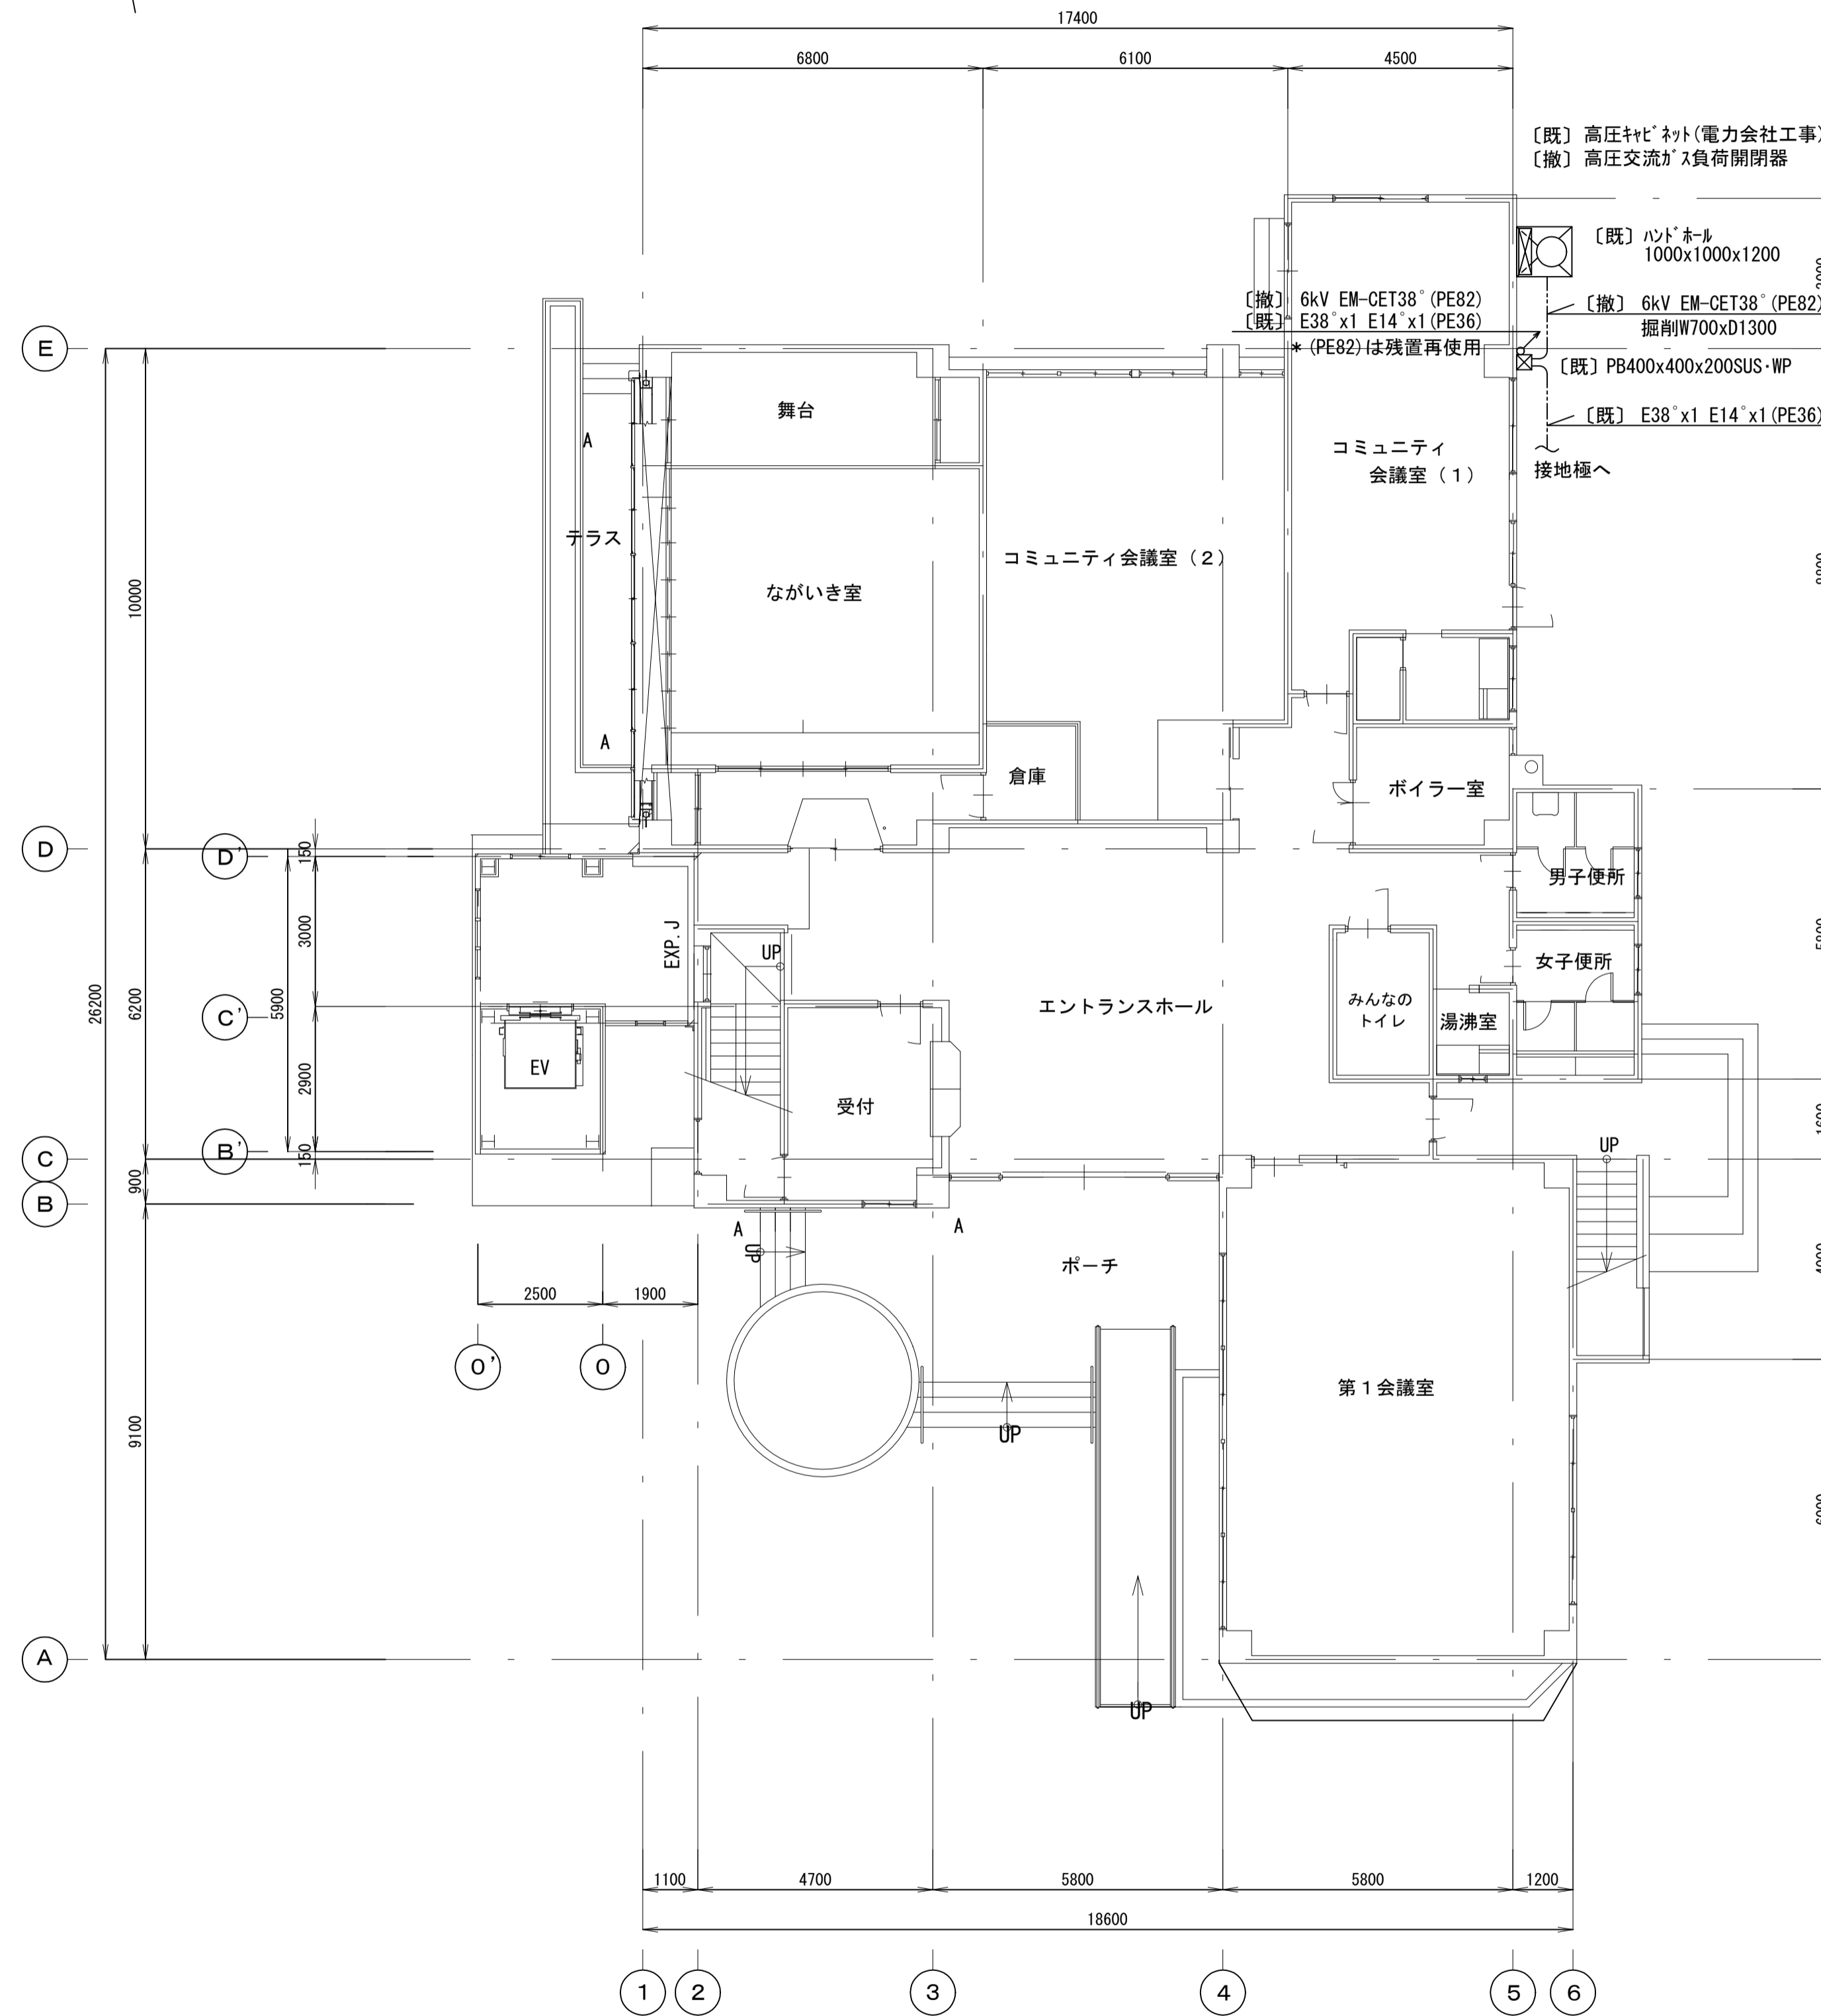 17400
6800
6100
4500
〔既〕 高圧ｷｬﾋﾞﾈｯﾄ(電力会社工事)
〔撤〕 高圧交流ｶﾞｽ負荷開閉器
〔既〕 ﾊﾝﾄﾞﾎｰﾙ
1000x1000x1200
〔撤〕 6kV EM-CET38°(PE82)
〔既〕 E38°x1 E14°x1(PE36)
*(PE82)は残置再使用
〔撤〕 6kV EM-CET38°(PE82)
掘削W700xD1300
〔既〕PB400x400x200SUS・WP
〔既〕 E38°x1 E14°x1(PE36)
接地極へ
E
舞台
A
コミュニティ
会議室（１）
テラス
コミュニティ会議室（２）
ながいき室
10000
8800
A
倉庫
ボイラー室
D
D'
150
男子便所
3000
EXP.J
UP
女子便所
5800
26200
6200
5900
エントランスホール
みんなの
トイレ
湯沸室
C'
EV
2900
受付
1600
B'
150
C
UP
900
B
A
UP
A
ポーチ
4000
2500
1900
O'
O
第１会議室
9100
UP
6000
A
UP
1100
4700
5800
5800
1200
18600
1
2
3
4
5
6